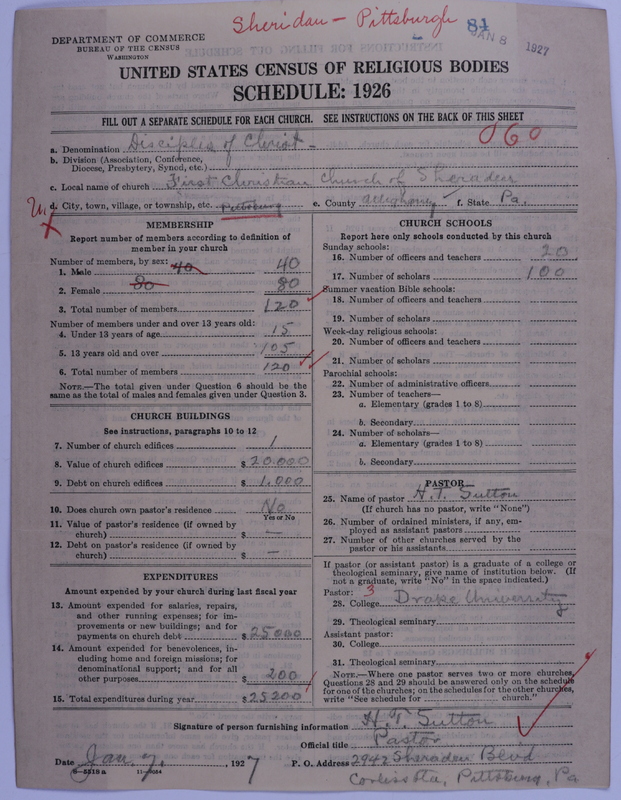 Sheridan - Pittsburgh
81
JAN 8 1927
DEPARTMENT OF COMMERCE
BUREAU OF THE CENSUS
WASHINGTON
UNITED STATES CENSUS OF RELIGIOUS BODIES
SCHEDULE: 1926
FILL OUT A SEPARATE SCHEDULE FOR EACH CHURCH. SEE INSTRUCTIONS ON THE BACK OF THIS SHEET
060
a. Denomination Disciples of Christ -
b. Division (Association, Conference,
Diocese, Presbytery, Synod, etc.)
c. Local name of church First Christian Church of Sheraden
d. City, town, village, or township, etc. Pittsburg e. County Allegheny f. State Pa.
MEMBERSHIP
Report number of members according to definition of
member in your church
Number of members, by sex:
1. Male 40 40
2. Female 80 80
3. Total number of members 120
Number of members under and over 13 years old:
4. Under 13 years of age 15
5. 13 years old and over 105
6. Total number of members 120
NOTE.—The total given under Question 6 should be the
same as the total of males and females given under Question 3.
CHURCH BUILDINGS
See instructions, paragraphs 10 to 12
7. Number of church edifices 1
8. Value of church edifices $ 20.000
9. Debt on church edifices $ 1,000
10. Does church own pastor's residence No
Yes or No
11. Value of pastor's residence (if owned by
church) $ —
12. Debt on pastor's residence (if owned by
church) $ —
EXPENDITURES
Amount expended by your church during last fiscal year
13. Amount expended for salaries, repairs,
and other running expenses; for im-
provements or new buildings; and for
payments on church debt $ 25000
14. Amount expended for benevolences, in-
cluding home and foreign missions; for
denominational support; and for all
other purposes $ 200
15. Total expenditures during year $ 25200
CHURCH SCHOOLS
Report here only schools conducted by this church
Sunday schools:
16. Number of officers and teachers 20
17. Number of scholars 100
Summer vacation Bible schools:
18. Number of officers and teachers
19. Number of scholars
Week-day religious schools:
20. Number of officers and teachers
21. Number of scholars
Parochial schools:
22. Number of administrative officers
23. Number of teachers—
a. Elementary (grades 1 to 8)
b. Secondary
24. Number of scholars—
a. Elementary (grades 1 to 8)
b. Secondary
PASTOR
25. Name of pastor H. T. Sutton
(If church has no pastor, write "None")
26. Number of ordained ministers, if any, em-
ployed as assistant pastors
27. Number of other churches served by the
pastor or his assistants
If pastor (or assistant pastor) is a graduate of a college or
theological seminary, give name of institution below. (If
not a graduate, write "No" in the space indicated.)
Pastor: 3
28. College Drake University
29. Theological seminary
Assistant pastor:
30. College
31. Theological seminary
NOTE.—Where one pastor serves two or more churches,
Questions 28 and 29 should be answered only on the schedule
for one of the churches; on the schedules for the other churches,
write "See schedule for church."
Signature of person furnishing information H. T. Sutton
Official title Pastor
Date Jan 7, 1927 P. O. Address 2942 Sheraden Blvd
Corliss Sta, Pittsburg, Pa